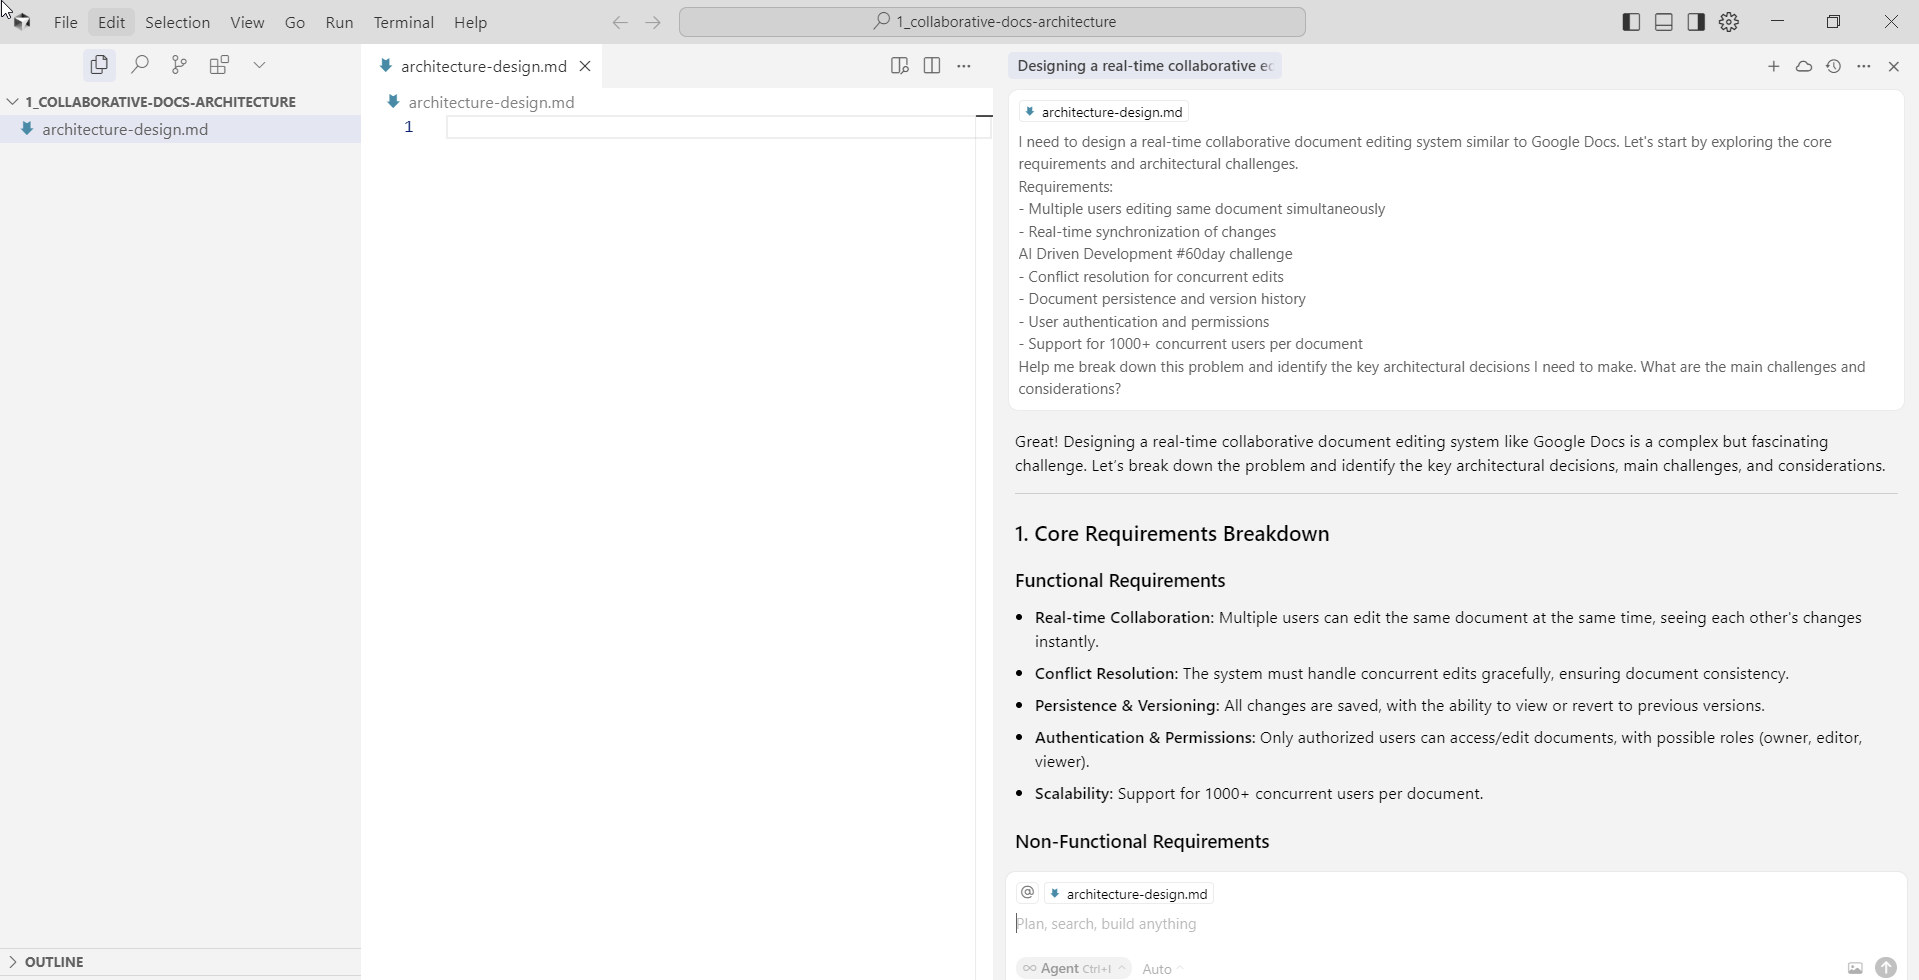 File Edit Selection View Go Run Terminal Help
1_collaborative-docs-architecture
1_COLLABORATIVE-DOCS-ARCHITECTURE
architecture-design.md
OUTLINE
architecture-design.md
architecture-design.md
1
Designing a real-time collaborative ec
architecture-design.md
I need to design a real-time collaborative document editing system similar to Google Docs. Let's start by exploring the core
requirements and architectural challenges.
Requirements:
- Multiple users editing same document simultaneously
- Real-time synchronization of changes
AI Driven Development #60day challenge
- Conflict resolution for concurrent edits
- Document persistence and version history
- User authentication and permissions
- Support for 1000+ concurrent users per document
Help me break down this problem and identify the key architectural decisions I need to make. What are the main challenges and
considerations?
Great! Designing a real-time collaborative document editing system like Google Docs is a complex but fascinating
challenge. Let's break down the problem and identify the key architectural decisions, main challenges, and considerations.
1. Core Requirements Breakdown
Functional Requirements
• Real-time Collaboration: Multiple users can edit the same document at the same time, seeing each other's changes
instantly.
• Conflict Resolution: The system must handle concurrent edits gracefully, ensuring document consistency.
• Persistence & Versioning: All changes are saved, with the ability to view or revert to previous versions.
• Authentication & Permissions: Only authorized users can access/edit documents, with possible roles (owner, editor,
viewer).
• Scalability: Support for 1000+ concurrent users per document.
Non-Functional Requirements
@ architecture-design.md
Plan, search, build anything
∞ Agent Ctrl+I Auto